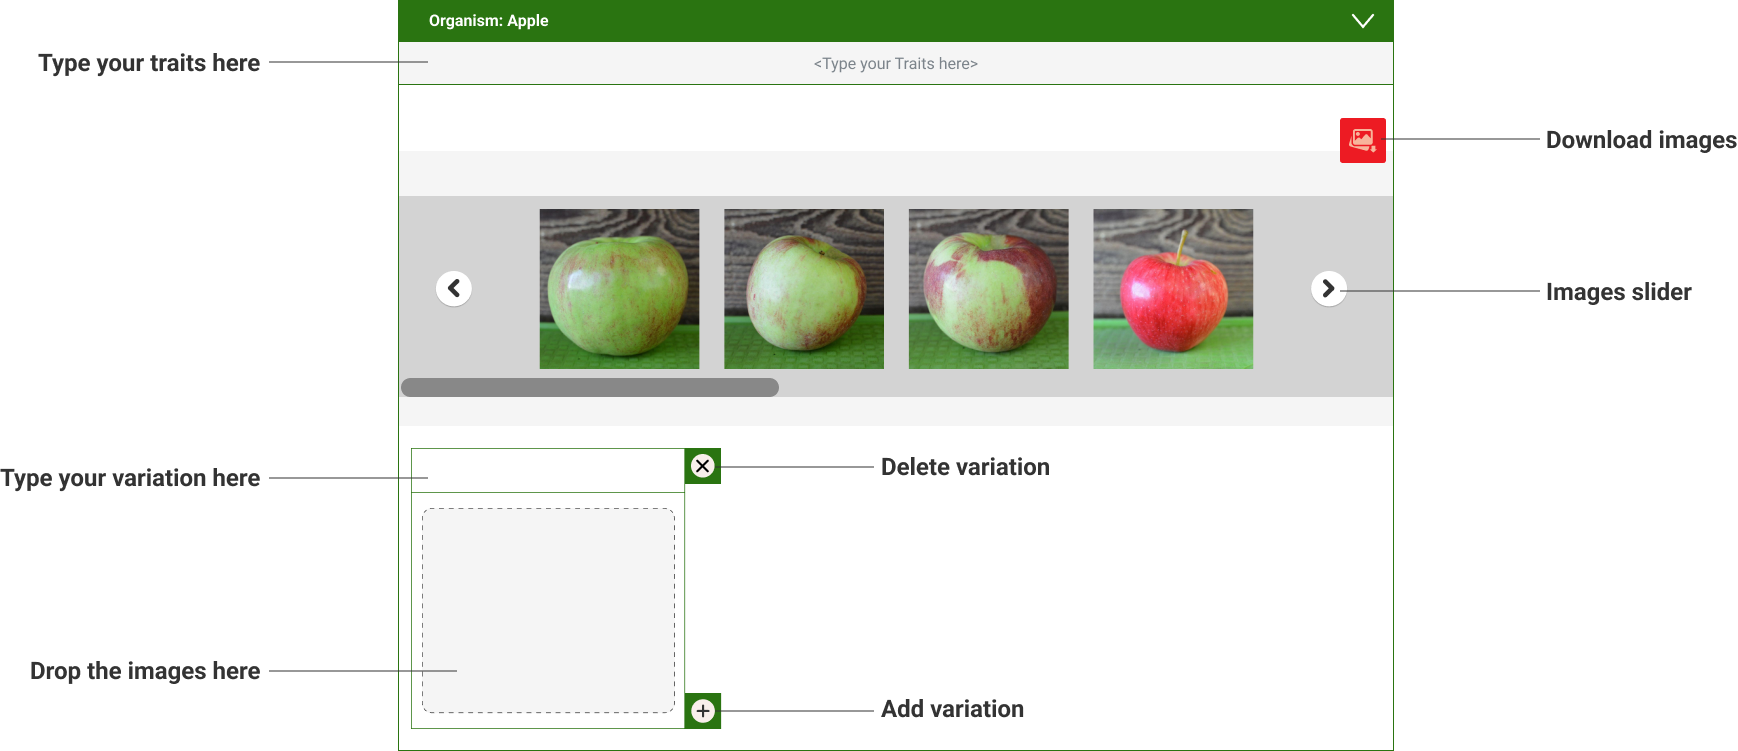 Organism: Apple
Type your traits here
<Type your Traits here>
Download images
Images slider
Type your variation here
Delete variation
Drop the images here
Add variation